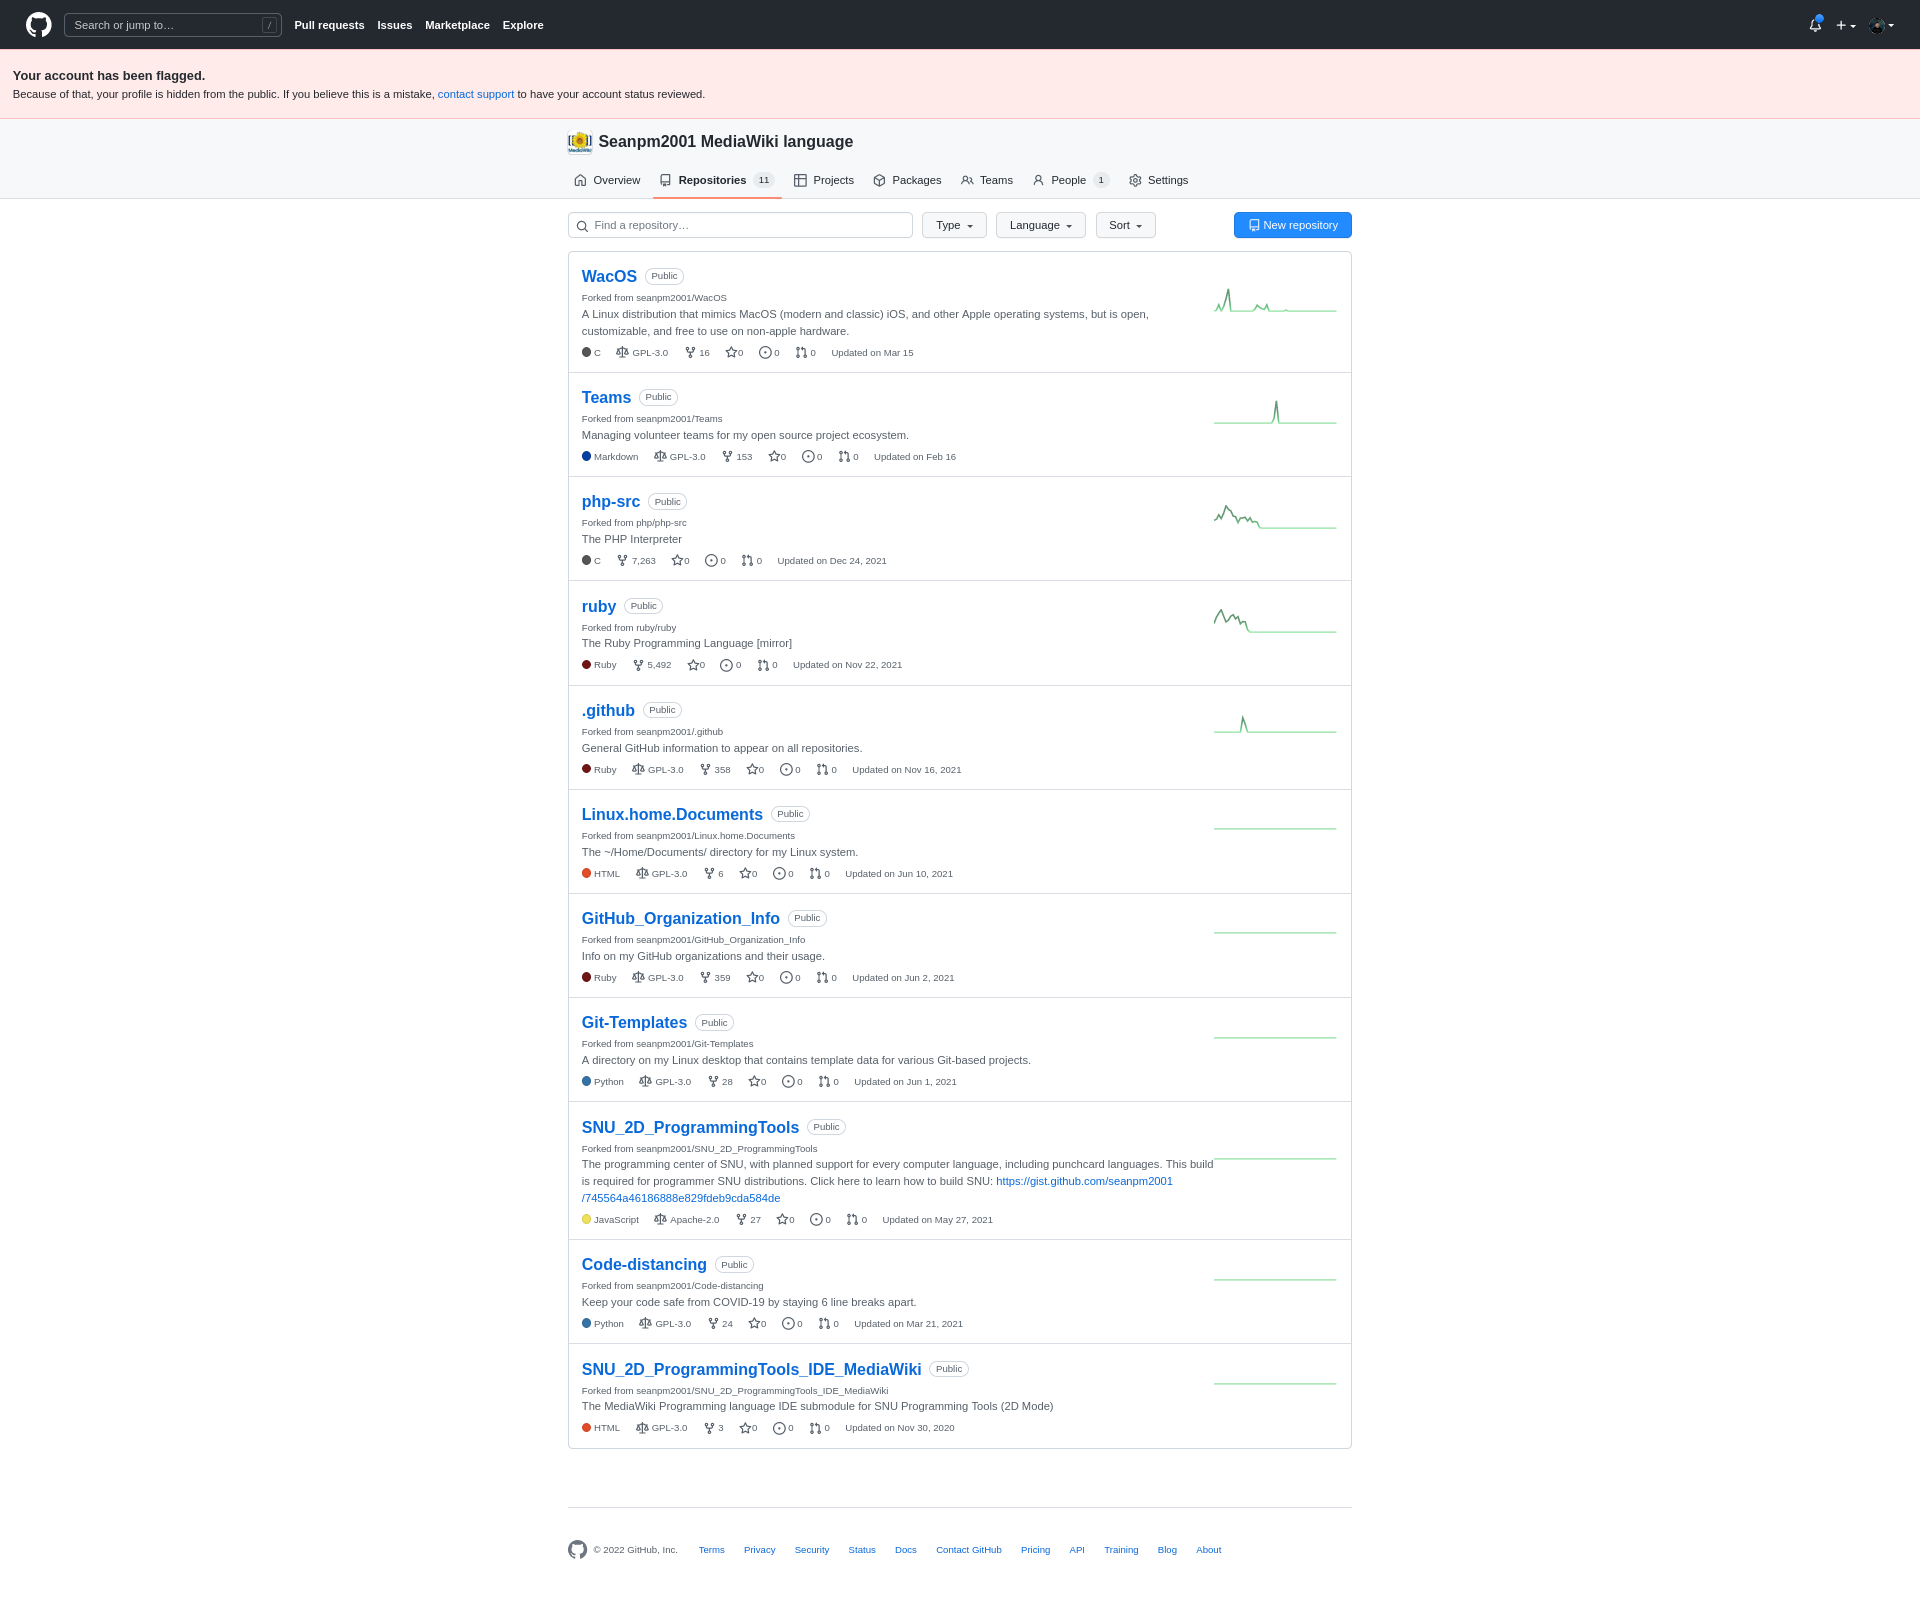 Search or jump to… /
Pull requests Issues Marketplace Explore
Your account has been flagged.
Because of that, your profile is hidden from the public. If you believe this is a mistake, contact support to have your account status reviewed.
Seanpm2001 MediaWiki language
Overview Repositories 11 Projects Packages Teams People 1 Settings
Find a repository… Type Language Sort New repository
WacOS Public
Forked from seanpm2001/WacOS
A Linux distribution that mimics MacOS (modern and classic) iOS, and other Apple operating systems, but is open,
customizable, and free to use on non-apple hardware.
C GPL-3.0 16 0 0 0 Updated on Mar 15
Teams Public
Forked from seanpm2001/Teams
Managing volunteer teams for my open source project ecosystem.
Markdown GPL-3.0 153 0 0 0 Updated on Feb 16
php-src Public
Forked from php/php-src
The PHP Interpreter
C 7,263 0 0 0 Updated on Dec 24, 2021
ruby Public
Forked from ruby/ruby
The Ruby Programming Language [mirror]
Ruby 5,492 0 0 0 Updated on Nov 22, 2021
.github Public
Forked from seanpm2001/.github
General GitHub information to appear on all repositories.
Ruby GPL-3.0 358 0 0 0 Updated on Nov 16, 2021
Linux.home.Documents Public
Forked from seanpm2001/Linux.home.Documents
The ~/Home/Documents/ directory for my Linux system.
HTML GPL-3.0 6 0 0 0 Updated on Jun 10, 2021
GitHub_Organization_Info Public
Forked from seanpm2001/GitHub_Organization_Info
Info on my GitHub organizations and their usage.
Ruby GPL-3.0 359 0 0 0 Updated on Jun 2, 2021
Git-Templates Public
Forked from seanpm2001/Git-Templates
A directory on my Linux desktop that contains template data for various Git-based projects.
Python GPL-3.0 28 0 0 0 Updated on Jun 1, 2021
SNU_2D_ProgrammingTools Public
Forked from seanpm2001/SNU_2D_ProgrammingTools
The programming center of SNU, with planned support for every computer language, including punchcard languages. This build
is required for programmer SNU distributions. Click here to learn how to build SNU: https://gist.github.com/seanpm2001
/745564a46186888e829fdeb9cda584de
JavaScript Apache-2.0 27 0 0 0 Updated on May 27, 2021
Code-distancing Public
Forked from seanpm2001/Code-distancing
Keep your code safe from COVID-19 by staying 6 line breaks apart.
Python GPL-3.0 24 0 0 0 Updated on Mar 21, 2021
SNU_2D_ProgrammingTools_IDE_MediaWiki Public
Forked from seanpm2001/SNU_2D_ProgrammingTools_IDE_MediaWiki
The MediaWiki Programming language IDE submodule for SNU Programming Tools (2D Mode)
HTML GPL-3.0 3 0 0 0 Updated on Nov 30, 2020
© 2022 GitHub, Inc. Terms Privacy Security Status Docs Contact GitHub Pricing API Training Blog About